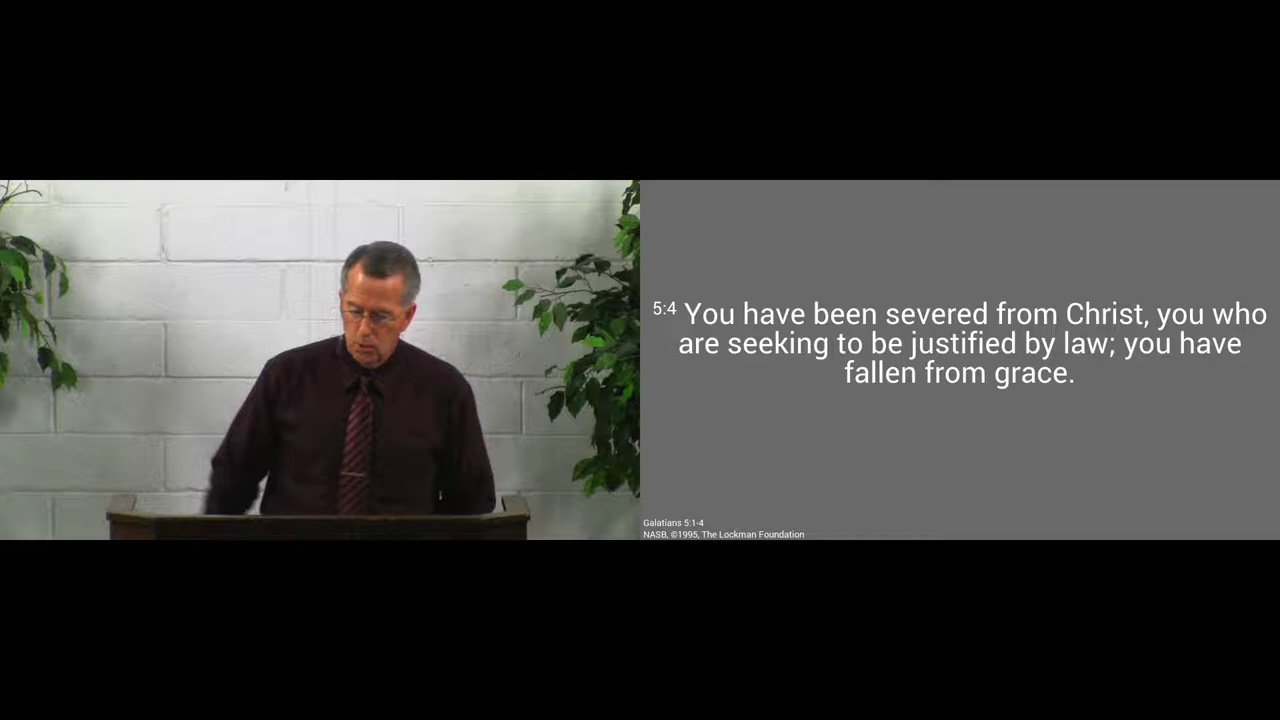 5:4 You have been severed from Christ, you who
are seeking to be justified by law; you have
fallen from grace.
Galatians 5:1-4
NASB, ©1995, The Lockman Foundation